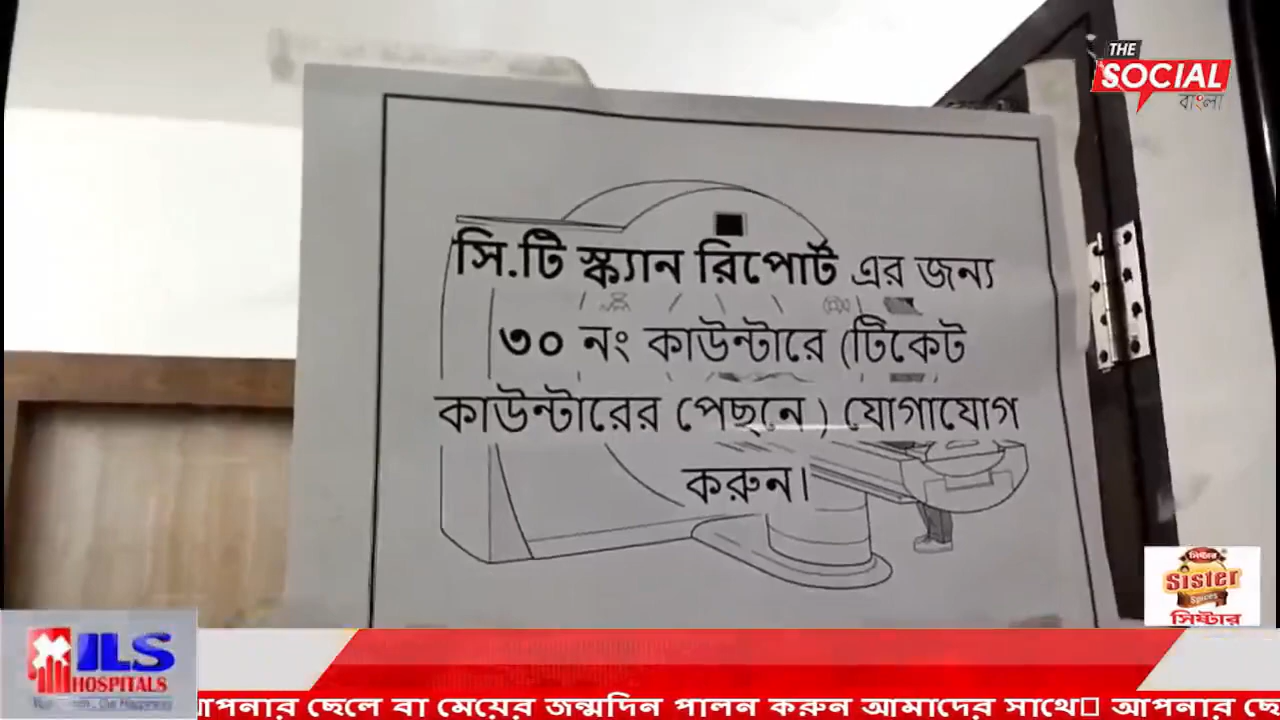 THE
SOCIAL
বাংলা
সি.টি স্ক্যান রিপোর্ট এর জন্য
৩০ নং কাউন্টারে (টিকেট
কাউন্টারের পেছনে ) যোগাযোগ
করুন।
সিষ্টার
Sister
Spices
সিষ্টার
ILS
HOSPITALS
আপনার ছেলে বা মেয়ের জন্মদিন পালন করুন আমাদের সাথে আপনার